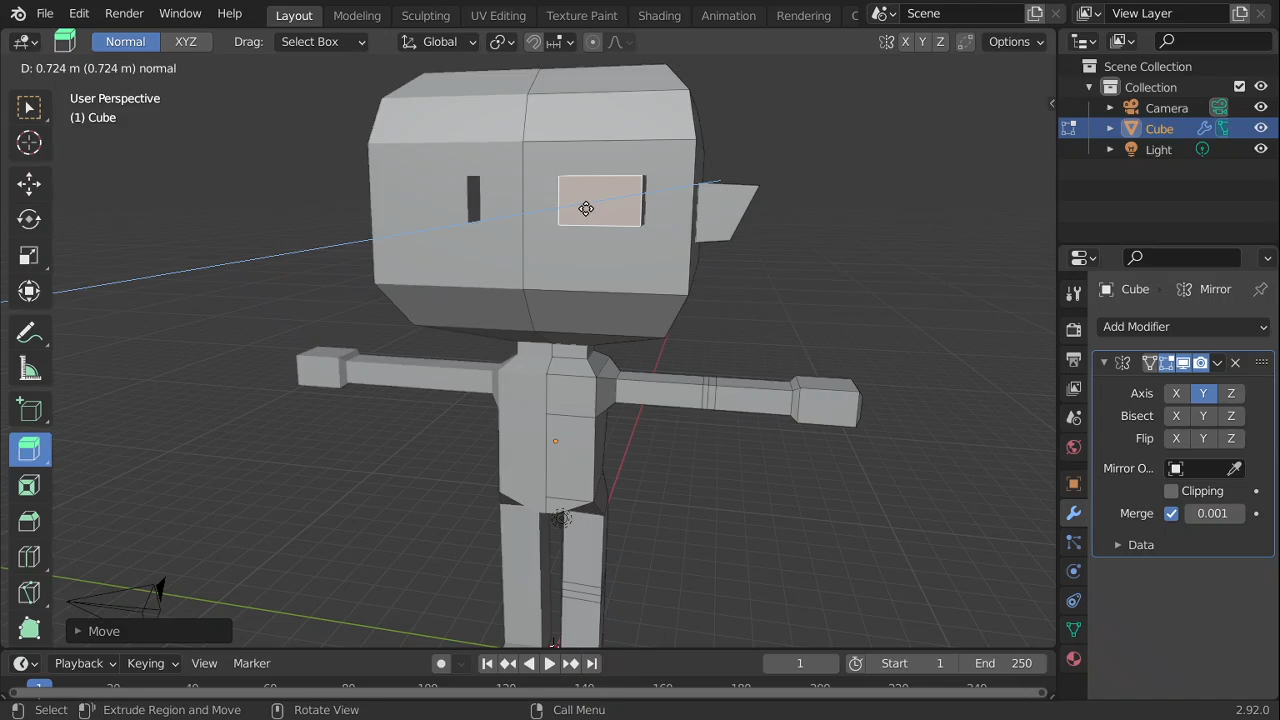 File Edit Render Window Help Layout Modeling Sculpting UV Editing Texture Paint Shading Animation Rendering Scene View Layer
Normal XYZ Drag: Select Box Global X Y Z Options
D: 0.724 m (0.724 m) normal
User Perspective
(1) Cube
Scene Collection
Collection
Camera
Cube
Light
Cube Mirror
Add Modifier
Axis X Y Z
Bisect X Y Z
Flip X Y Z
Mirror O...
Clipping
Merge 0.001
Data
Move
Playback Keying View Marker 1 Start 1 End 250
Select Extrude Region and Move Rotate View Call Menu 2.92.0